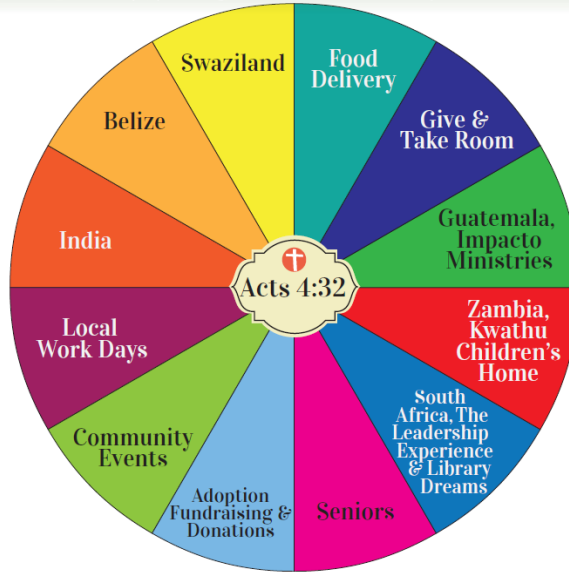 Swaziland
Food
Delivery
Give &
Take Room
Guatemala,
Impacto
Ministries
Zambia,
Kwathu
Children's
Home
South
Africa, The
Leadership
Experience
& Library
Dreams
Seniors
Adoption
Fundraising &
Donations
Community
Events
Local
Work Days
India
Belize
Acts 4:32